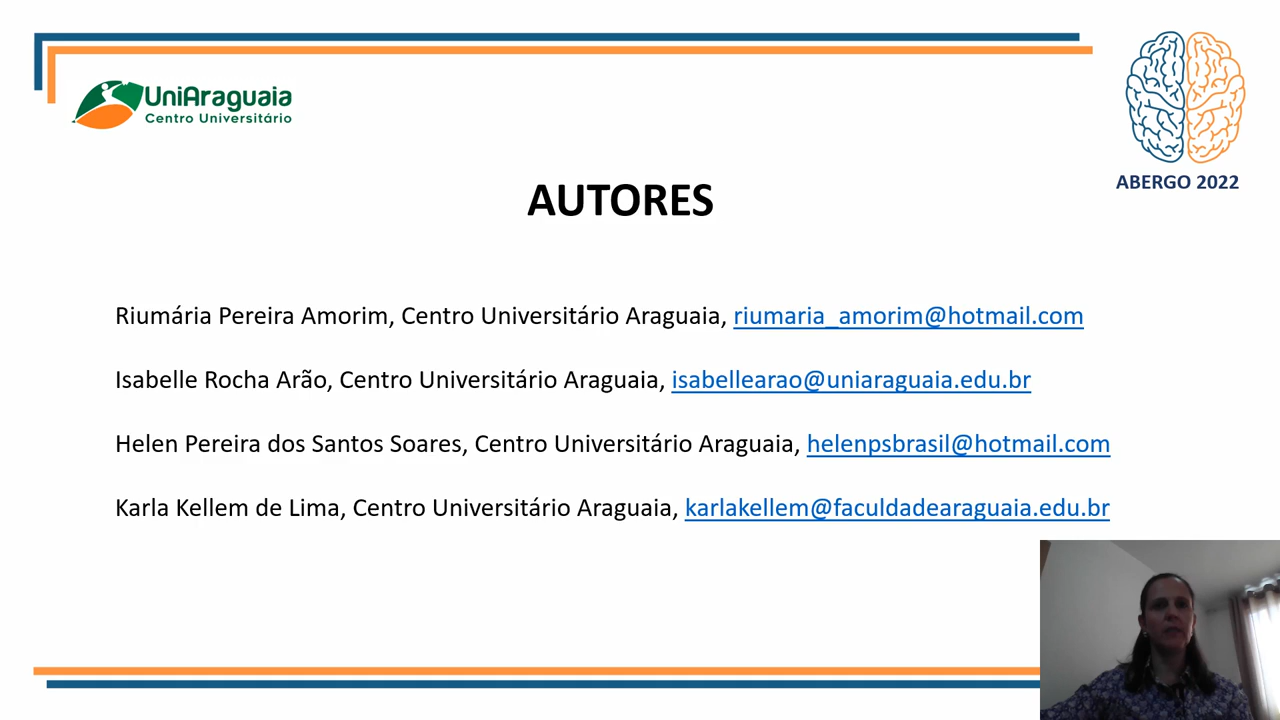 UniAraguaia
Centro Universitário
ABERGO 2022
AUTORES
Riumária Pereira Amorim, Centro Universitário Araguaia, riumaria_amorim@hotmail.com
Isabelle Rocha Arão, Centro Universitário Araguaia, isabellearao@uniaraguaia.edu.br
Helen Pereira dos Santos Soares, Centro Universitário Araguaia, helenpsbrasil@hotmail.com
Karla Kellem de Lima, Centro Universitário Araguaia, karlakellem@faculdadearaguaia.edu.br